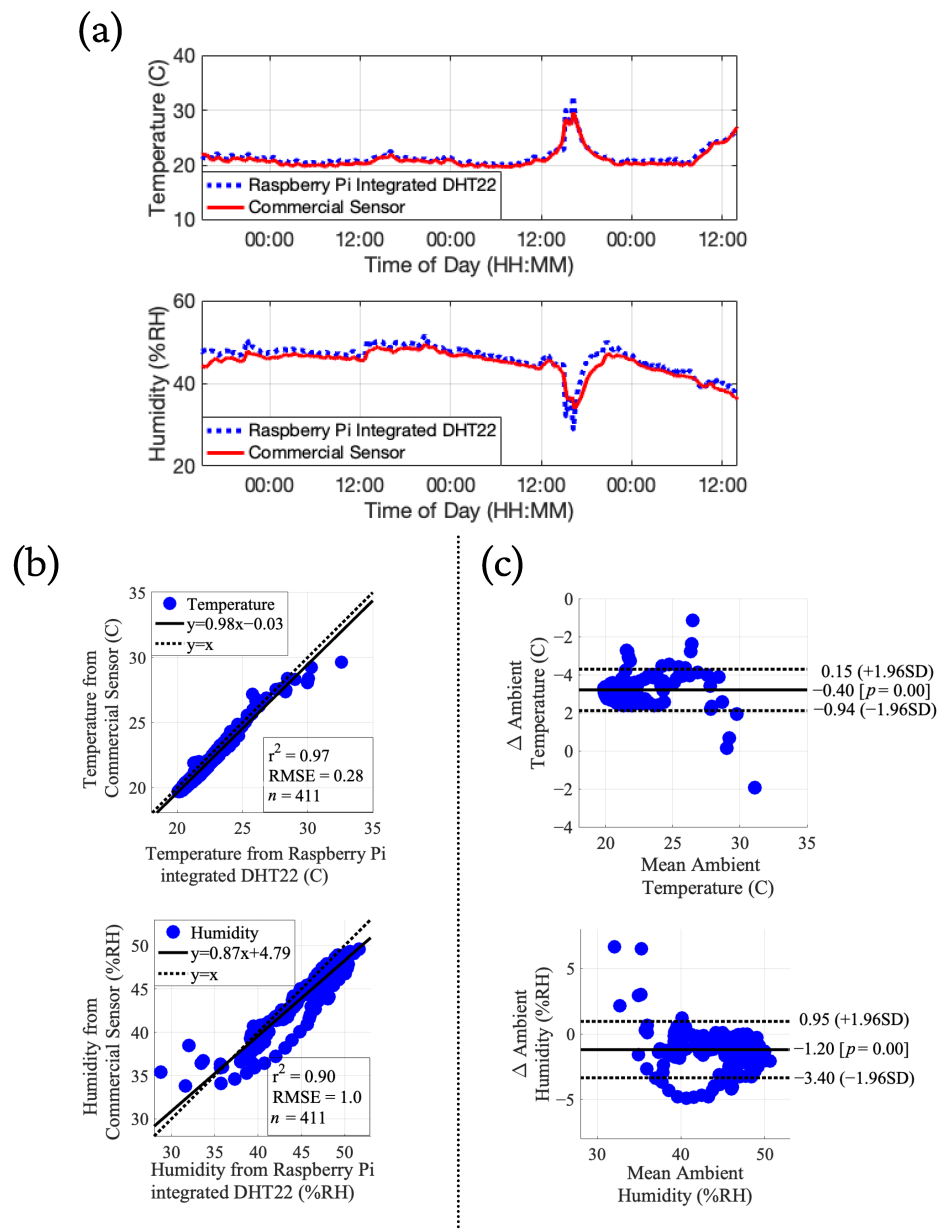 (a)
40
30
20
10
Temperature (C)
Raspberry Pi Integrated DHT22
Commercial Sensor
00:00 12:00 00:00 12:00 00:00 12:00
Time of Day (HH:MM)
60
40
20
Humidity (%RH)
Raspberry Pi Integrated DHT22
Commercial Sensor
00:00 12:00 00:00 12:00 00:00 12:00
Time of Day (HH:MM)
(b)
35
30
25
20
Temperature from
Commercial Sensor (C)
Temperature
y=0.98x−0.03
y=x
r2 = 0.97
RMSE = 0.28
n = 411
20 25 30 35
Temperature from Raspberry Pi
integrated DHT22 (C)
50
45
40
35
30
Humidity from
Commercial Sensor (%RH)
Humidity
y=0.87x+4.79
y=x
r2 = 0.90
RMSE = 1.0
n = 411
30 35 40 45 50
Humidity from Raspberry Pi
integrated DHT22 (%RH)
(c)
0
−2
−4
2
0
−2
−4
Δ Ambient
Temperature (C)
0.15 (+1.96SD)
−0.40 [p = 0.00]
−0.94 (−1.96SD)
20 25 30 35
Mean Ambient
Temperature (C)
5
0
−5
Δ Ambient
Humidity (%RH)
0.95 (+1.96SD)
−1.20 [p = 0.00]
−3.40 (−1.96SD)
30 40 50
Mean Ambient
Humidity (%RH)